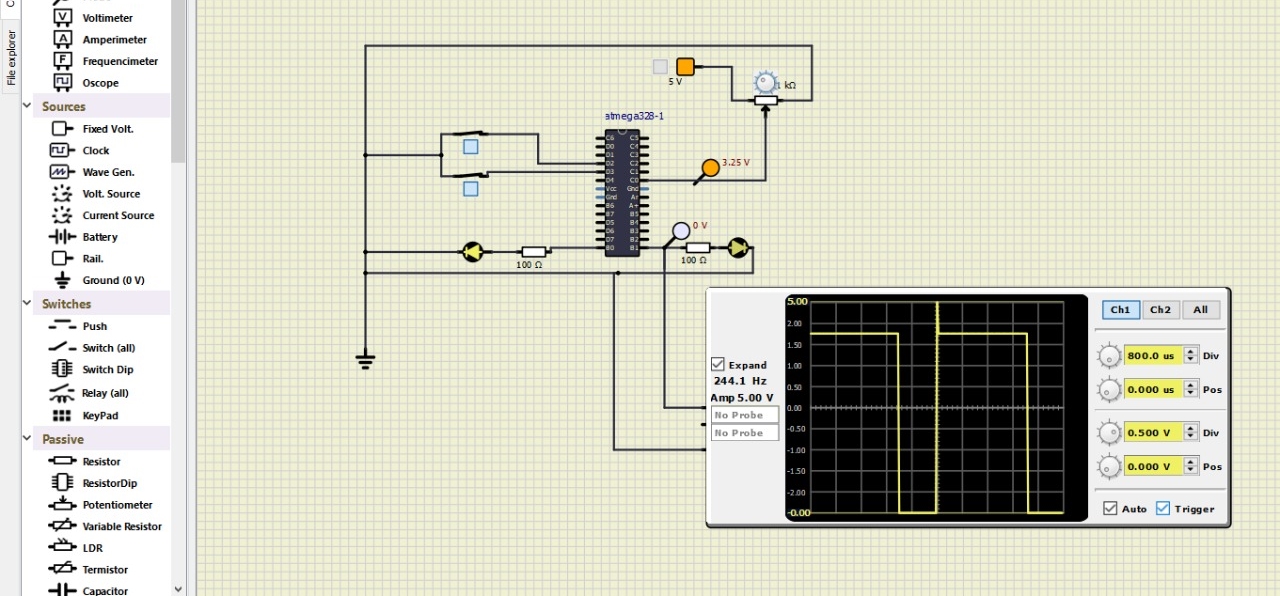 File explorer
Voltimeter
Amperimeter
Frequencimeter
Oscope
Sources
Fixed Volt.
Clock
Wave Gen.
Volt. Source
Current Source
Battery
Rail.
Ground (0 V)
Switches
Push
Switch (all)
Switch Dip
Relay (all)
KeyPad
Passive
Resistor
ResistorDip
Potentiometer
Variable Resistor
LDR
Termistor
Capacitor
5 V
1 kΩ
atmega328-1
3.25 V
0 V
100 Ω
100 Ω
Expand
244.1 Hz
Amp 5.00 V
No Probe
No Probe
5.00
2.00
1.50
1.00
0.50
0.00
-0.50
-1.00
-1.50
-2.00
-0.00
Ch1 Ch2 All
800.0 us Div
0.000 us Pos
0.500 V Div
0.000 V Pos
Auto Trigger